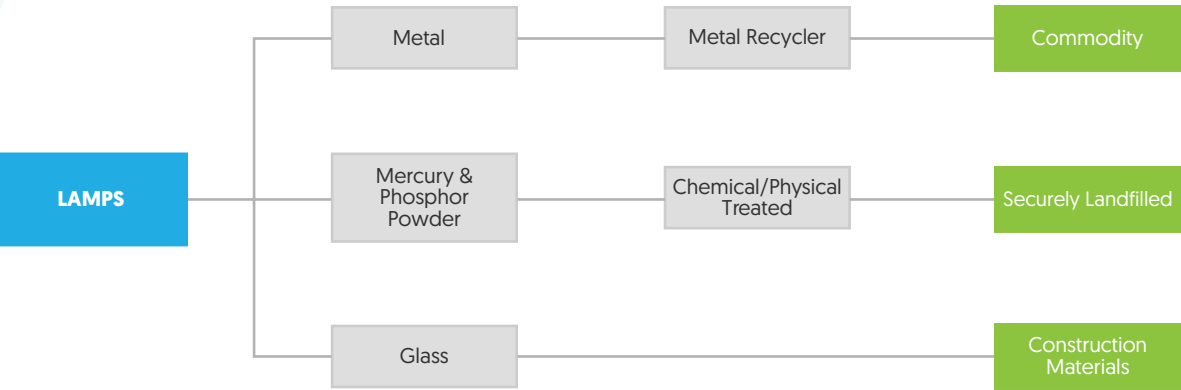 Metal
Metal Recycler
Commodity
LAMPS
Mercury &
Phosphor
Powder
Chemical/Physical
Treated
Securely Landfilled
Glass
Construction
Materials